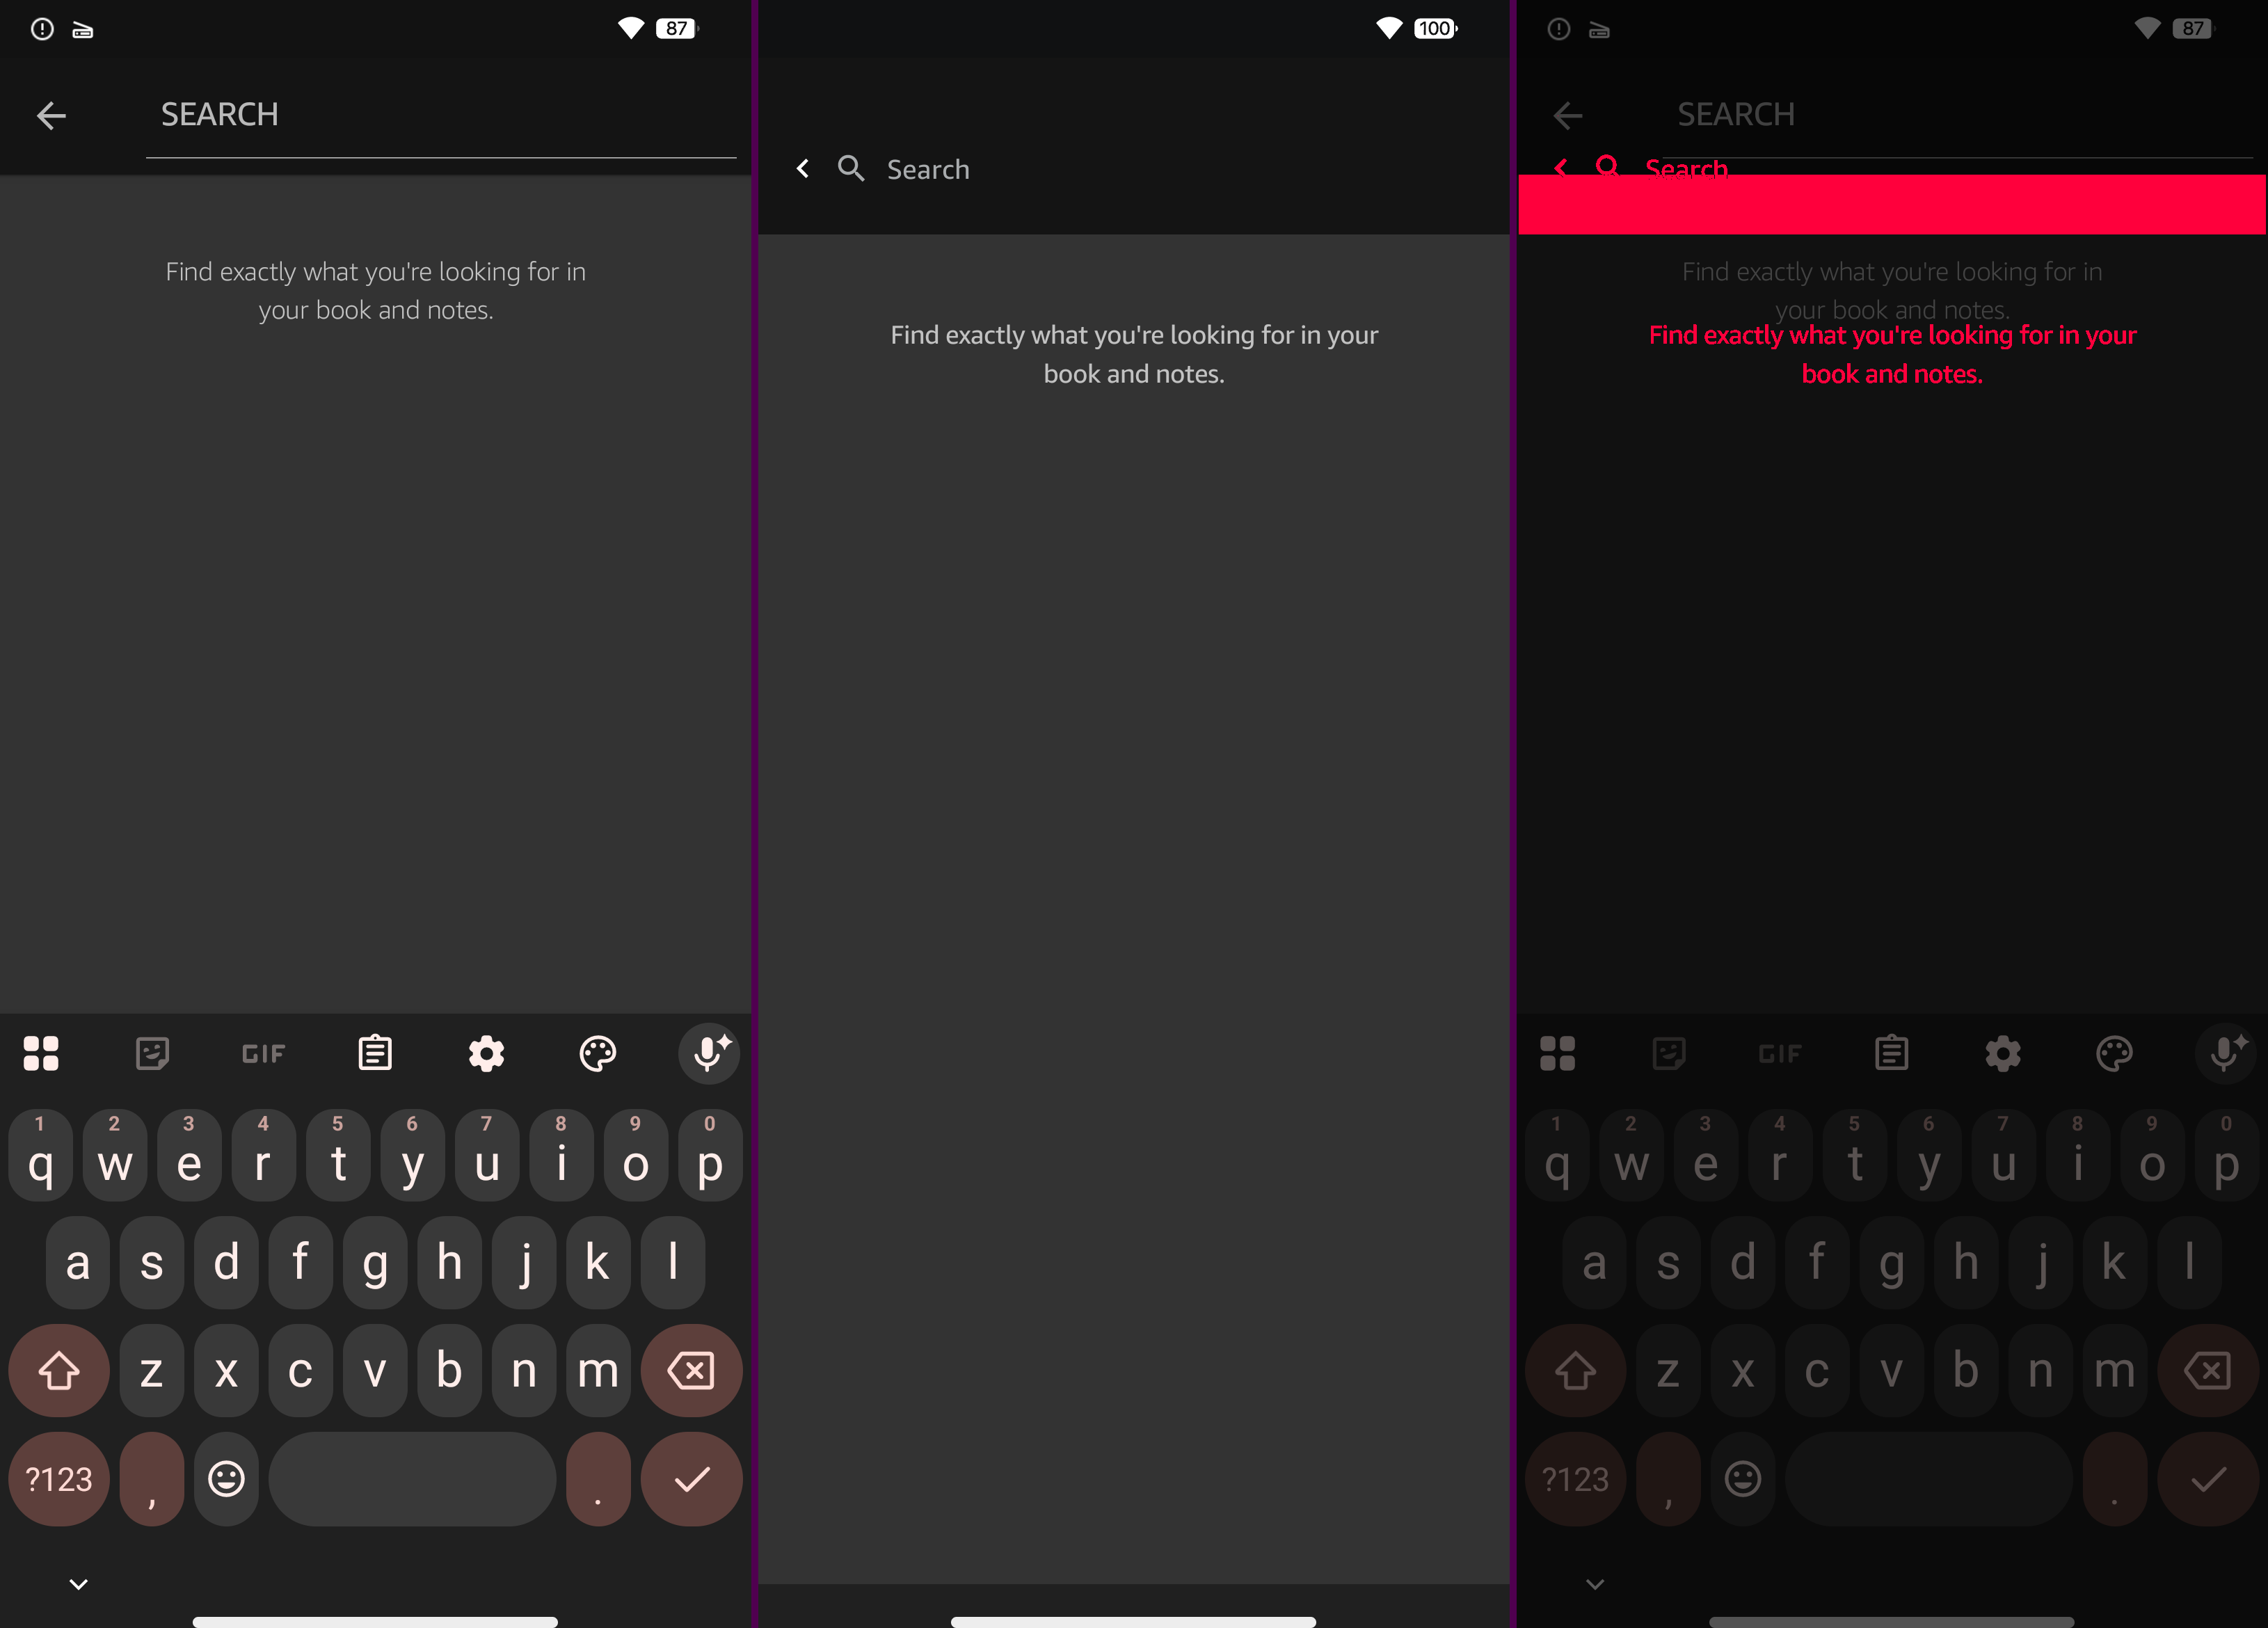 87
SEARCH
Find exactly what you're looking for in
your book and notes.
GIF
1 2 3 4 5 6 7 8 9 0
q w e r t y u i o p
a s d f g h j k l
z x c v b n m
?123 , .
100
Search
Find exactly what you're looking for in your
book and notes.
87
SEARCH
Search
Find exactly what you're looking for in
your book and notes.
Find exactly what you're looking for in your
book and notes.
GIF
1 2 3 4 5 6 7 8 9 0
q w e r t y u i o p
a s d f g h j k l
z x c v b n m
?123 , .